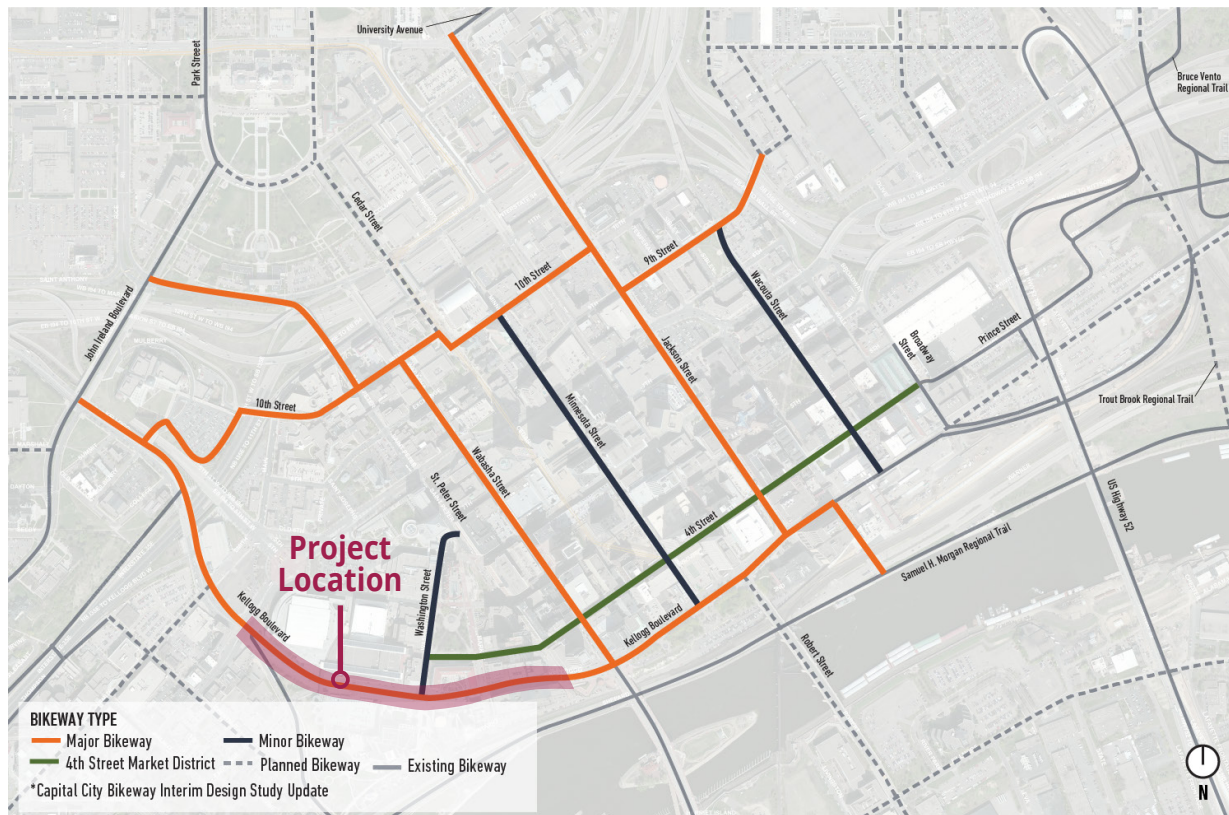 University Avenue
Park Streeet
Bruce Vento
Regional Trail
Cedar Street
9th Street
10th Street
Wacouta Street
John Ireland Boulevard
Prince Street
Broadway
Street
Jackson Street
Trout Brook Regional Trail
10th Street
Minnesota Street
Wabasha Street
St. Peter Street
US Highway 52
4th Street
Project
Location
Samuel H. Morgan Regional Trail
Washington Street
Kellogg Boulevard
Kellogg Boulevard
Robert Street
BIKEWAY TYPE
Major Bikeway
Minor Bikeway
4th Street Market District
Planned Bikeway
Existing Bikeway
*Capital City Bikeway Interim Design Study Update
N